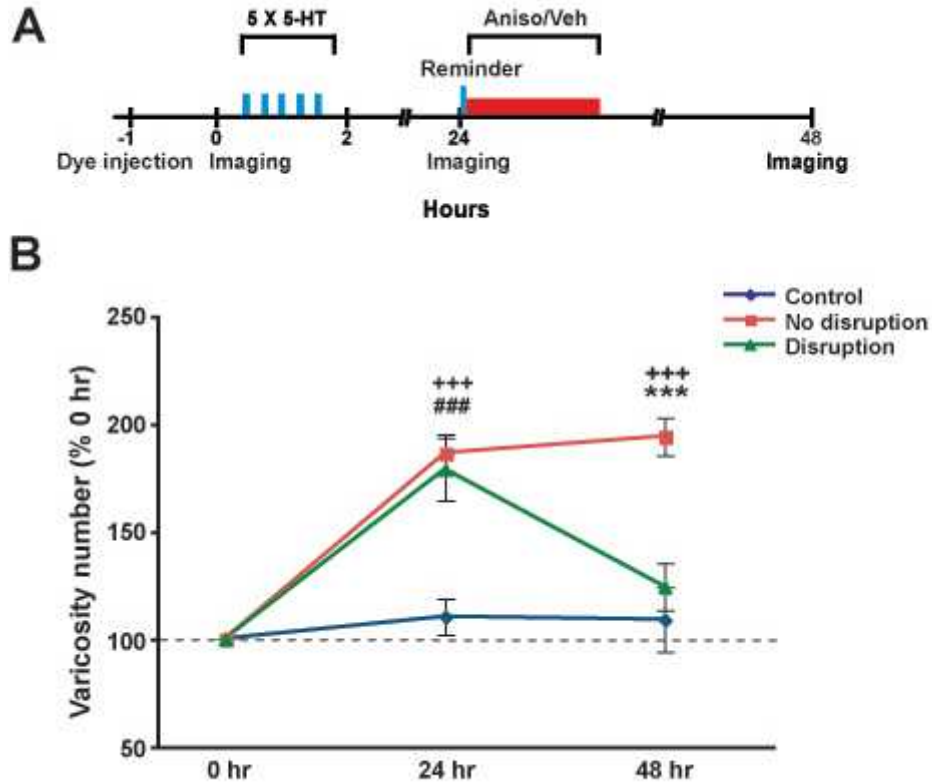 A
5 X 5-HT
Aniso/Veh
Reminder
-1 0 2 24 48
Dye injection Imaging Imaging Imaging
Hours
B
Control
No disruption
Disruption
Varicosity number (% 0 hr)
250
200
150
100
50
+++
###
+++
***
0 hr 24 hr 48 hr